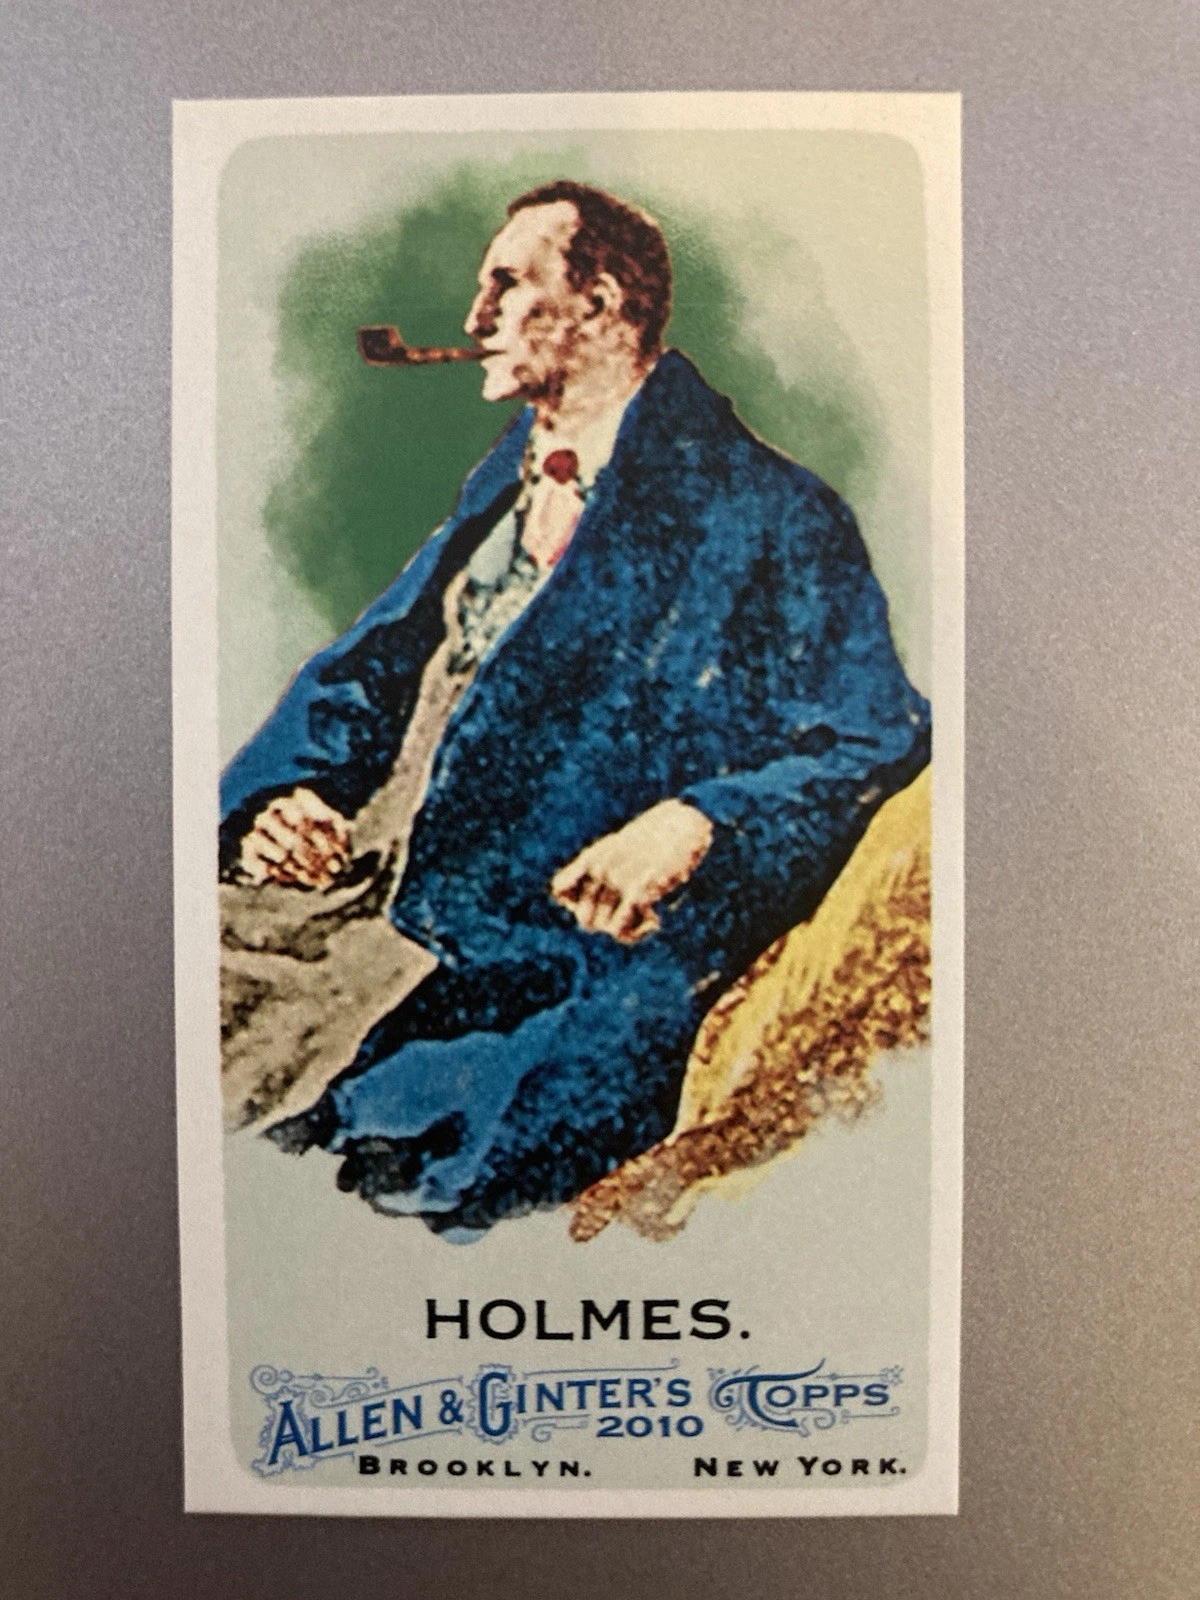 HOLMES.
ALLEN & GINTER'S TOPPS
2010
BROOKLYN. NEW YORK.